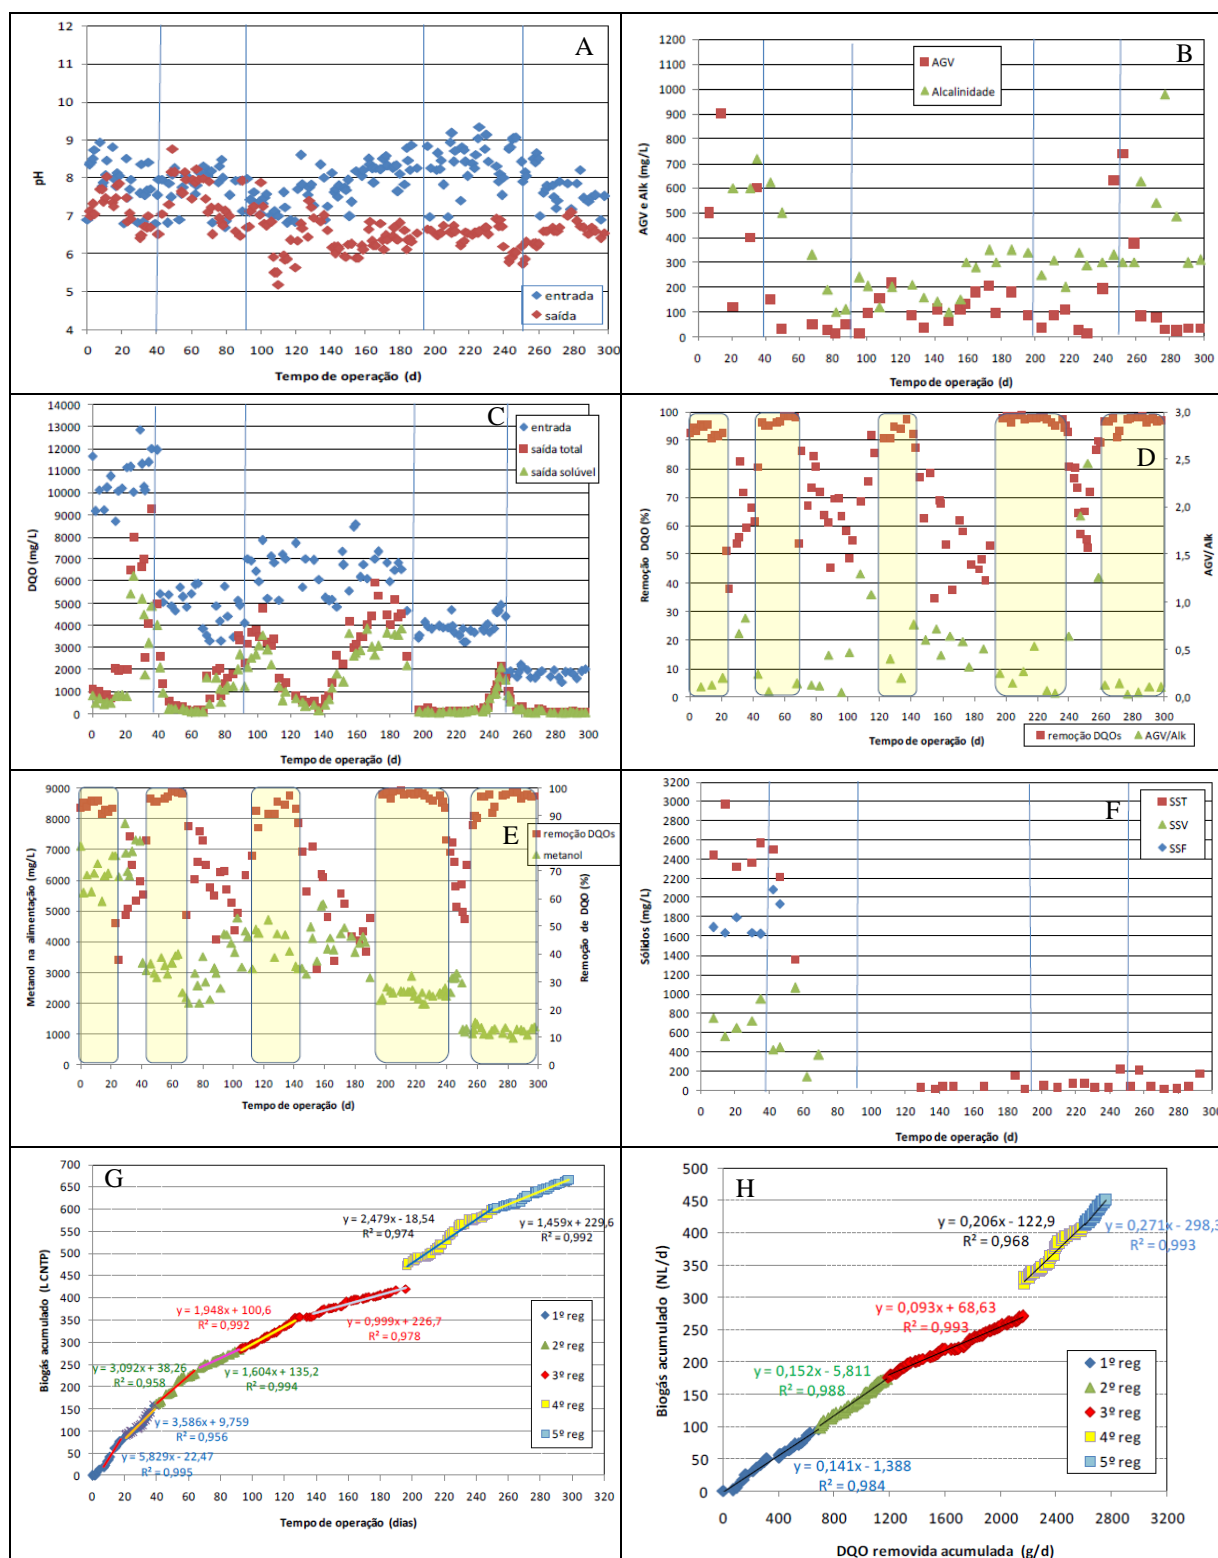 A
12
11
10
9
8
7
6
5
4
pH
entrada
saída
0 20 40 60 80 100 120 140 160 180 200 220 240 260 280 300
Tempo de operação (d)
B
1200
1100
1000
900
800
700
600
500
400
300
200
100
0
AGV e Alk (mg/L)
AGV
Alcalinidade
0 20 40 60 80 100 120 140 160 180 200 220 240 260 280 300
Tempo de operação (d)
C
14000
13000
12000
11000
10000
9000
8000
7000
6000
5000
4000
3000
2000
1000
0
DQO (mg/L)
entrada
saída total
saída solúvel
0 20 40 60 80 100 120 140 160 180 200 220 240 260 280 300
Tempo de operação (d)
D
100
90
80
70
60
50
40
30
20
10
0
Remoção DQO (%)
3,0
2,5
2,0
1,5
1,0
0,5
0,0
AGV/Alk
0 20 40 60 80 100 120 140 160 180 200 220 240 260 280 300
Tempo de operação (d)
remoção DQOs
AGV/Alk
E
9000
8000
7000
6000
5000
4000
3000
2000
1000
0
Metanol na alimentação (mg/L)
100
90
80
70
60
50
40
30
20
10
0
Remoção de DQO (%)
remoção DQOs
metanol
0 20 40 60 80 100 120 140 160 180 200 220 240 260 280 300
Tempo de operação (d)
F
3200
3000
2800
2600
2400
2200
2000
1800
1600
1400
1200
1000
800
600
400
200
0
Sólidos (mg/L)
SST
SSV
SSF
0 20 40 60 80 100 120 140 160 180 200 220 240 260 280 300
Tempo de operação (d)
G
700
650
600
550
500
450
400
350
300
250
200
150
100
50
0
Biogás acumulado (L CNTP)
y = 2,479x - 18,54
R² = 0,974
y = 1,459x + 229,6
R² = 0,992
y = 1,948x + 100,6
R² = 0,992
y = 0,999x + 226,7
R² = 0,978
y = 3,092x + 38,26
R² = 0,958
y = 1,604x + 135,2
R² = 0,994
y = 3,586x + 9,759
R² = 0,956
y = 5,829x - 22,47
R² = 0,995
1º reg
2º reg
3º reg
4º reg
5º reg
0 20 40 60 80 100 120 140 160 180 200 220 240 260 280 300 320
Tempo de operação (dias)
H
500
450
400
350
300
250
200
150
100
50
0
Biogás acumulado (NL/d)
y = 0,206x - 122,9
R² = 0,968
y = 0,271x - 298,3
R² = 0,993
y = 0,093x + 68,63
R² = 0,993
y = 0,152x - 5,811
R² = 0,988
y = 0,141x - 1,388
R² = 0,984
1º reg
2º reg
3º reg
4º reg
5º reg
0 400 800 1200 1600 2000 2400 2800 3200
DQO removida acumulada (g/d)